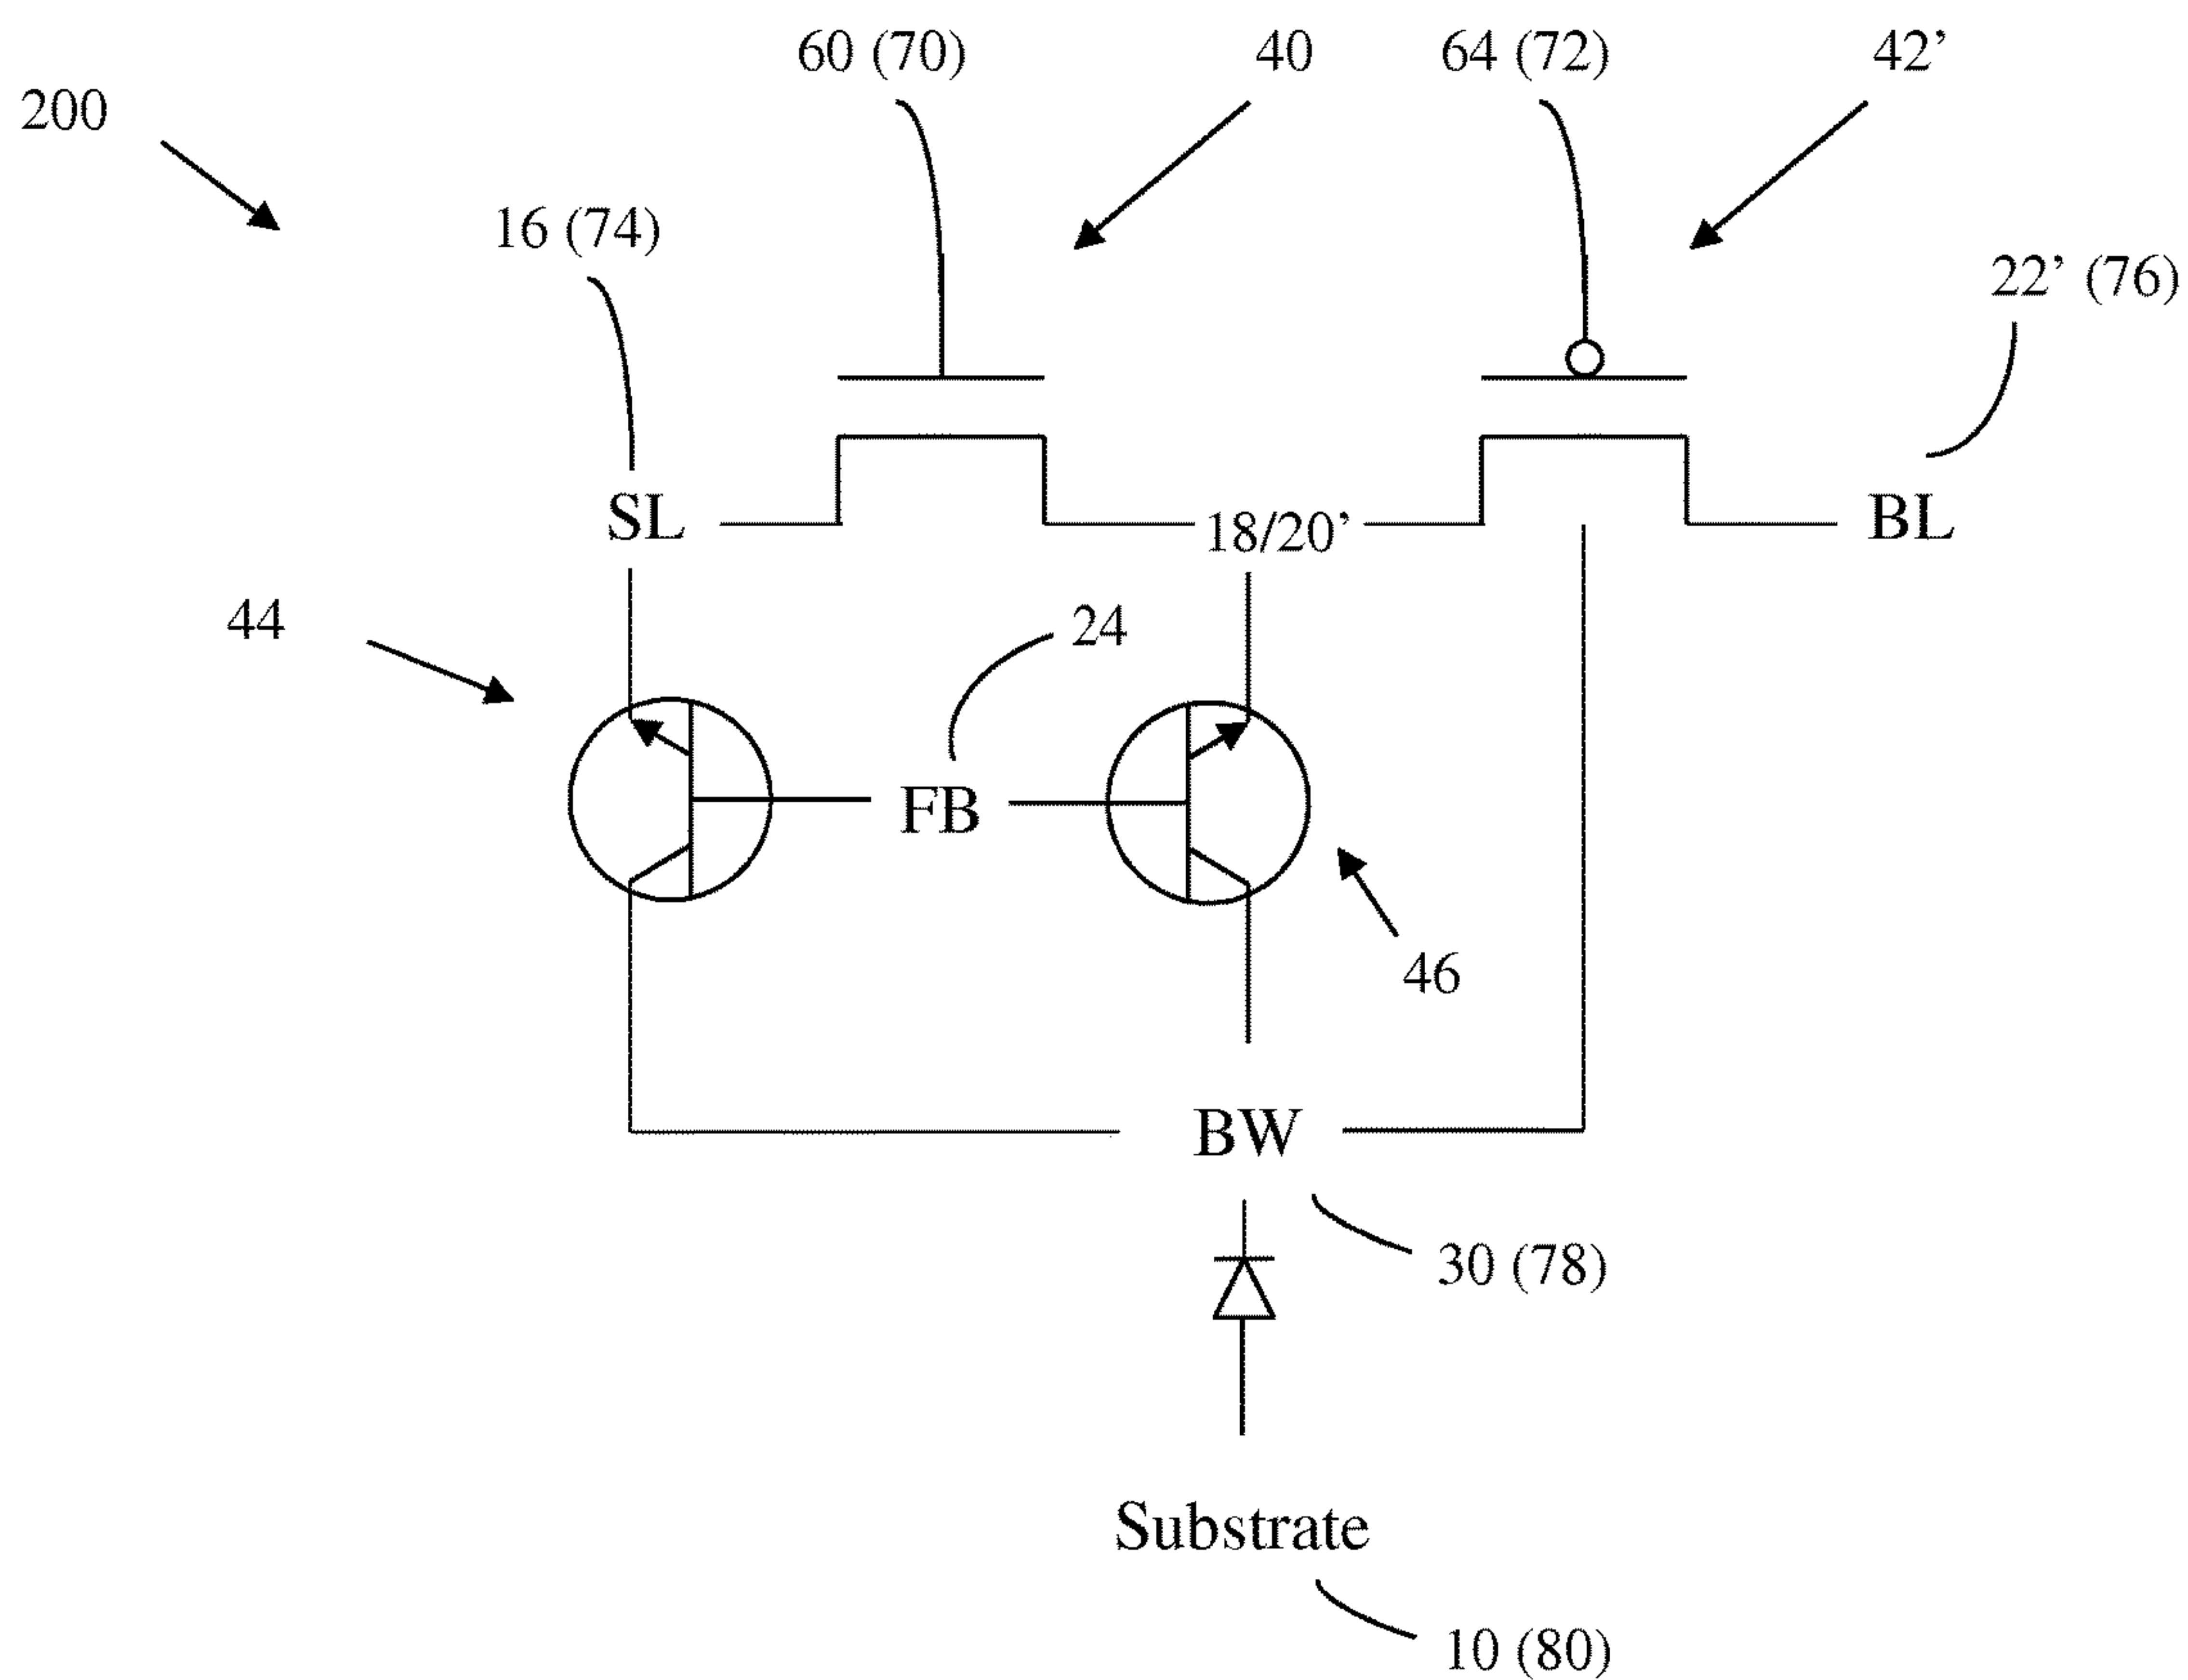 60 (70)
40
64 (72)
42’
200
16 (74)
22’ (76)
SL
18/20’
BL
44
24
FB
46
BW
30 (78)
Substrate
10 (80)